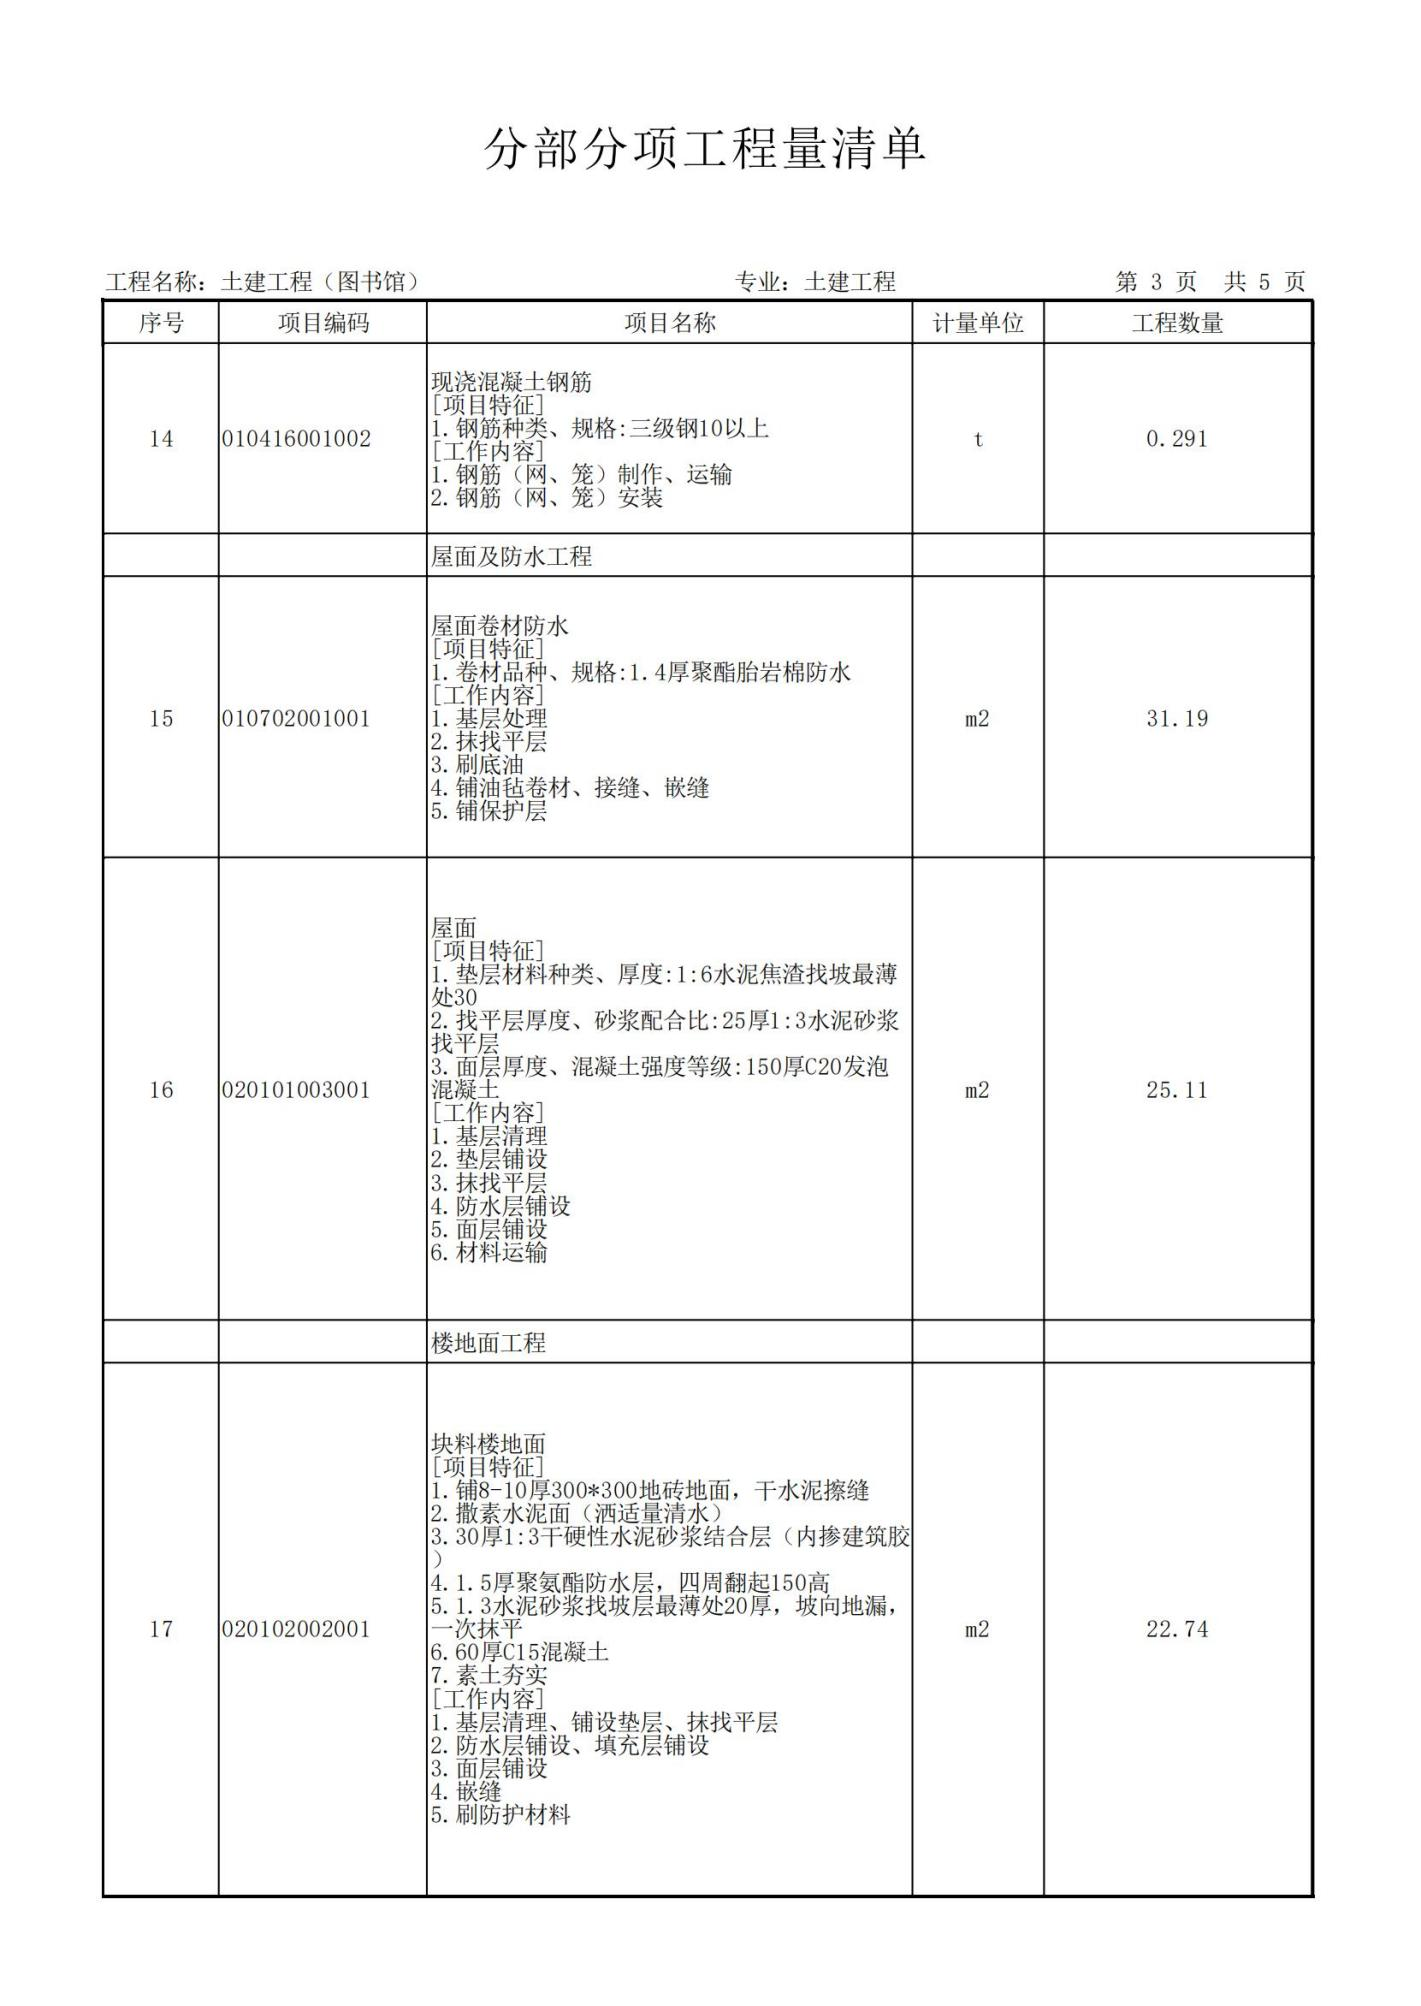 分部分项工程量清单
工程名称：土建工程（图书馆） 专业：土建工程 第 3 页 共 5 页
序号 项目编码 项目名称 计量单位 工程数量
现浇混凝土钢筋
[项目特征]
1.钢筋种类、规格:三级钢10以上
14 010416001002 t 0.291
[工作内容]
1.钢筋（网、笼）制作、运输
2.钢筋（网、笼）安装
屋面及防水工程
屋面卷材防水
[项目特征]
1.卷材品种、规格:1.4厚聚酯胎岩棉防水
[工作内容]
15 010702001001 1.基层处理 m2 31.19
2.抹找平层
3.刷底油
4.铺油毡卷材、接缝、嵌缝
5.铺保护层
屋面
[项目特征]
1.垫层材料种类、厚度:1:6水泥焦渣找坡最薄
处30
2.找平层厚度、砂浆配合比:25厚1:3水泥砂浆
找平层
3.面层厚度、混凝土强度等级:150厚C20发泡
16 020101003001 混凝土 m2 25.11
[工作内容]
1.基层清理
2.垫层铺设
3.抹找平层
4.防水层铺设
5.面层铺设
6.材料运输
楼地面工程
块料楼地面
[项目特征]
1.铺8-10厚300*300地砖地面，干水泥擦缝
2.撒素水泥面（洒适量清水）
3.30厚1:3干硬性水泥砂浆结合层（内掺建筑胶
）
4.1.5厚聚氨酯防水层，四周翻起150高
5.1.3水泥砂浆找坡层最薄处20厚，坡向地漏，
17 020102002001 一次抹平 m2 22.74
6.60厚C15混凝土
7.素土夯实
[工作内容]
1.基层清理、铺设垫层、抹找平层
2.防水层铺设、填充层铺设
3.面层铺设
4.嵌缝
5.刷防护材料